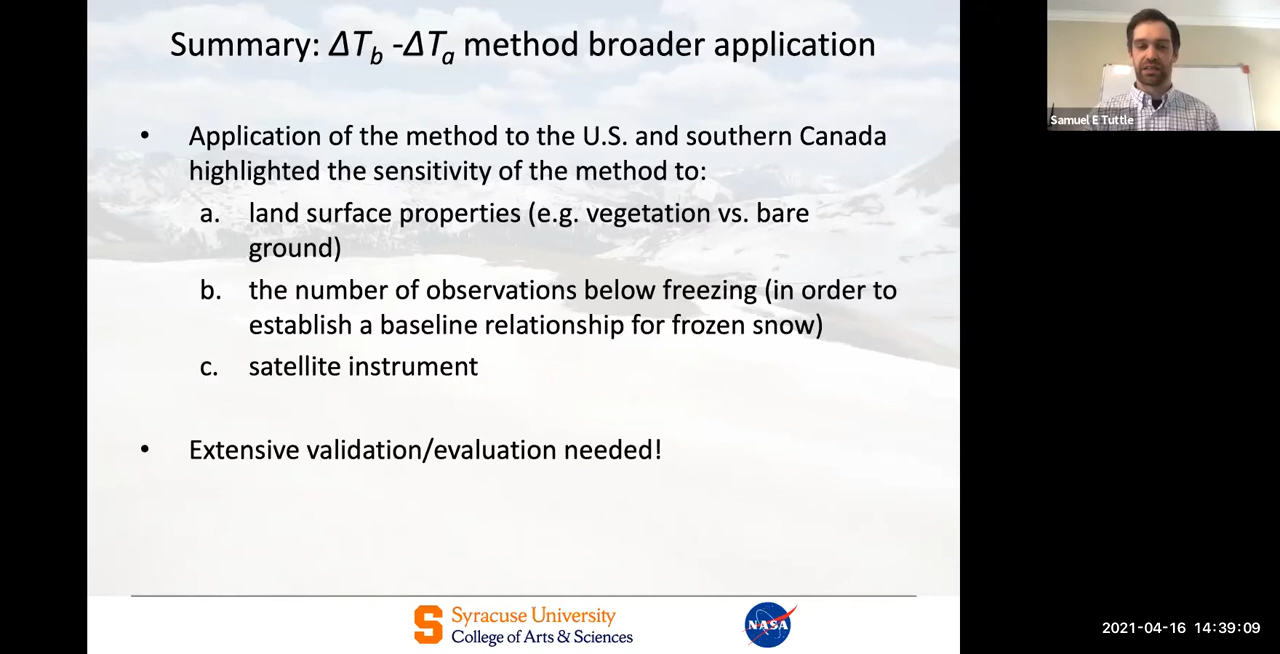 Summary: ΔTb -ΔTa method broader application
• Application of the method to the U.S. and southern Canada
highlighted the sensitivity of the method to:
a. land surface properties (e.g. vegetation vs. bare
ground)
b. the number of observations below freezing (in order to
establish a baseline relationship for frozen snow)
c. satellite instrument
• Extensive validation/evaluation needed!
S Syracuse University
College of Arts & Sciences
NASA
Samuel E Tuttle
2021-04-16 14:39:09